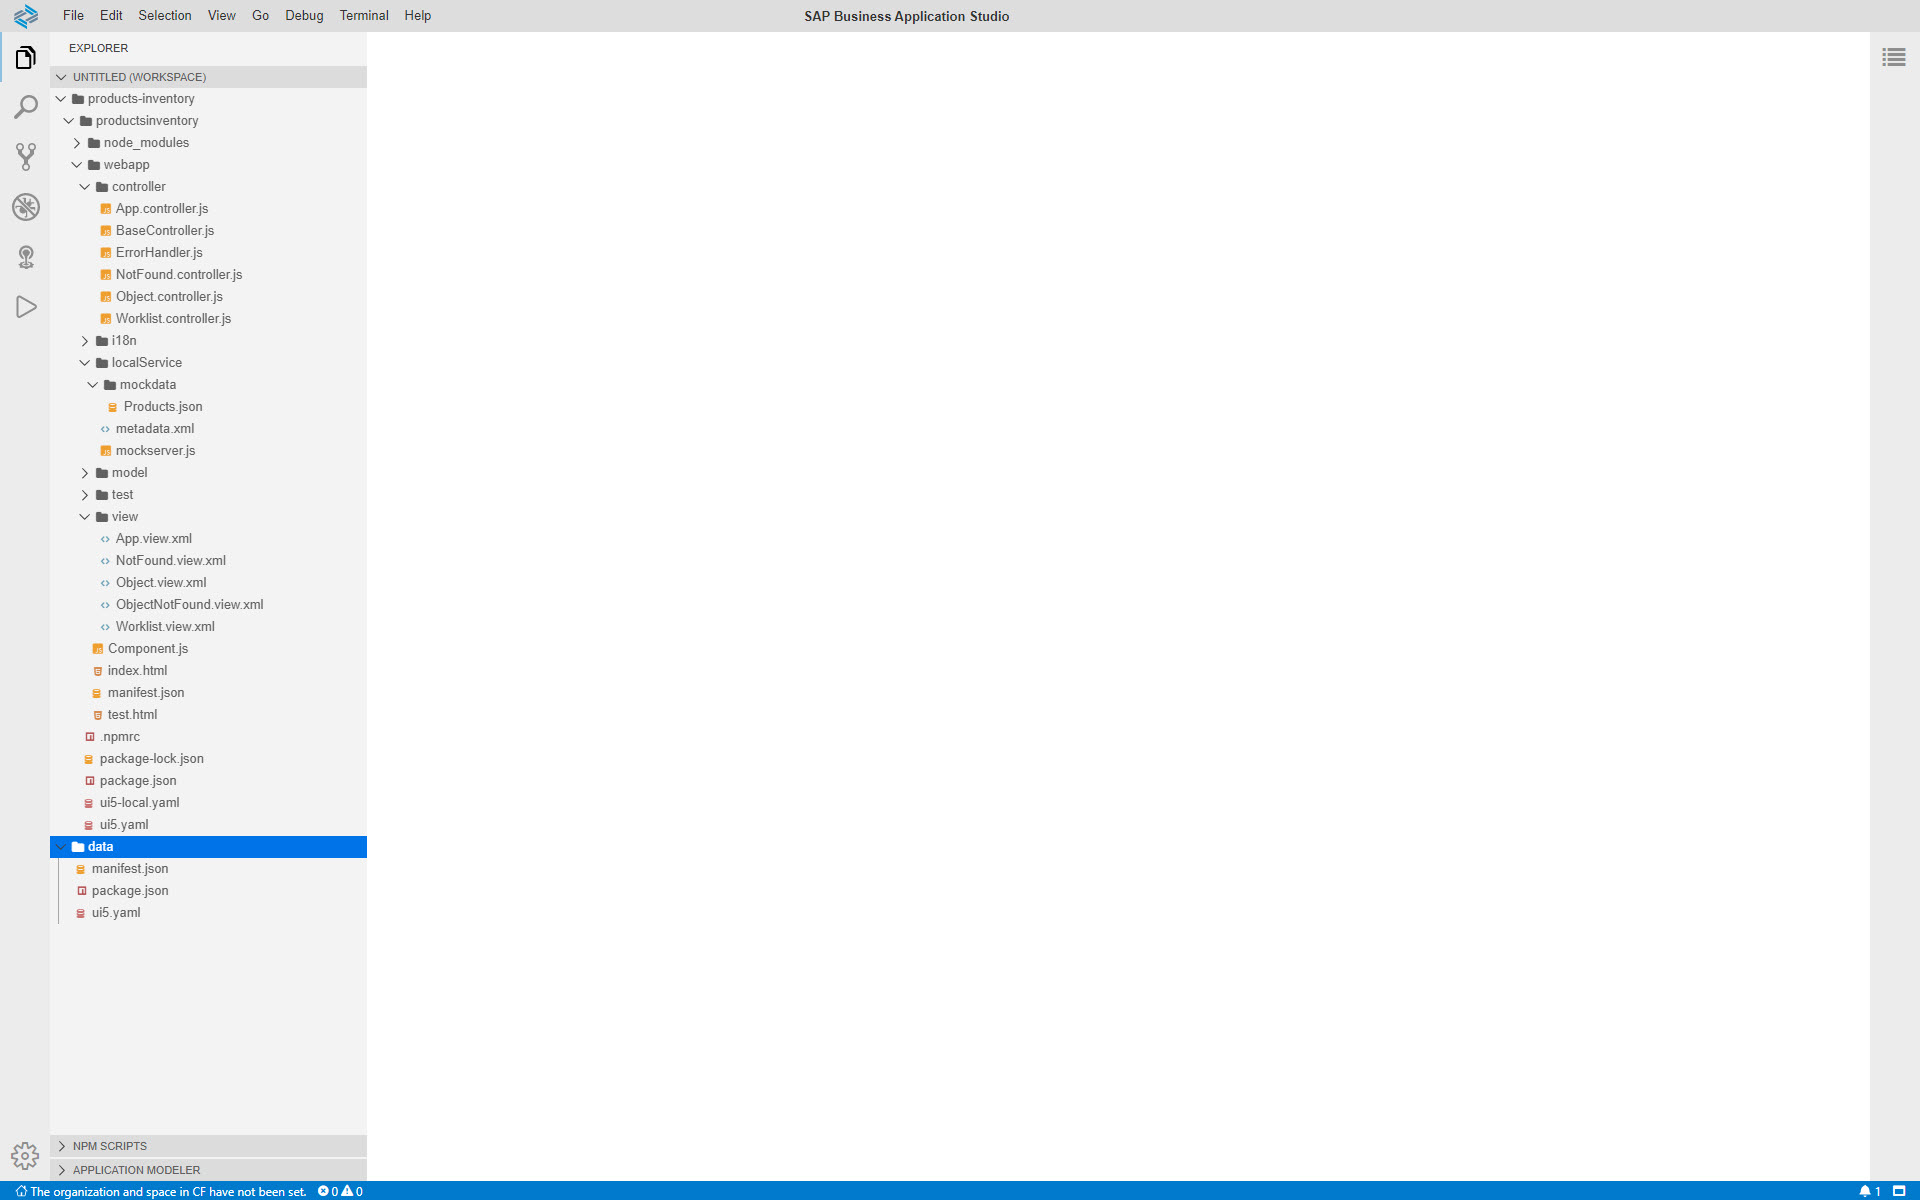 File Edit Selection View Go Debug Terminal Help
SAP Business Application Studio
EXPLORER
UNTITLED (WORKSPACE)
products-inventory
productsinventory
node_modules
webapp
controller
App.controller.js
BaseController.js
ErrorHandler.js
NotFound.controller.js
Object.controller.js
Worklist.controller.js
i18n
localService
mockdata
Products.json
metadata.xml
mockserver.js
model
test
view
App.view.xml
NotFound.view.xml
Object.view.xml
ObjectNotFound.view.xml
Worklist.view.xml
Component.js
index.html
manifest.json
test.html
.npmrc
package-lock.json
package.json
ui5-local.yaml
ui5.yaml
data
manifest.json
package.json
ui5.yaml
NPM SCRIPTS
APPLICATION MODELER
The organization and space in CF have not been set. 0 0 1